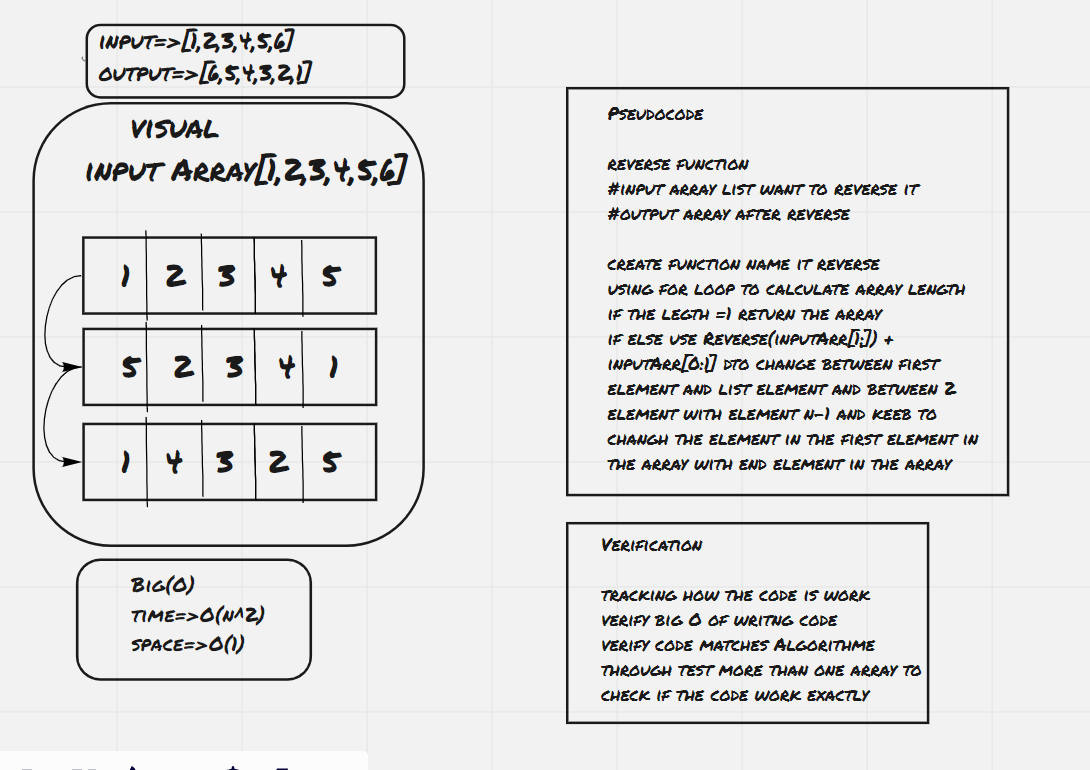 INPUT=>[1,2,3,4,5,6]
OUTPUT=>[6,5,4,3,2,1]
VISUAL
INPUT ARRAY[1,2,3,4,5,6]
1 2 3 4 5
5 2 3 4 1
1 4 3 2 5
BIG(O)
TIME=>O(N^2)
SPACE=>O(1)
PSEUDOCODE
REVERSE FUNCTION
#INPUT ARRAY LIST WANT TO REVERSE IT
#OUTPUT ARRAY AFTER REVERSE
CREATE FUNCTION NAME IT REVERSE
USING FOR LOOP TO CALCULATE ARRAY LENGTH
IF THE LEGTH =1 RETURN THE ARRAY
IF ELSE USE REVERSE(INPUTARR[1:]) +
INPUTARR[0:1] DTO CHANGE BETWEEN FIRST
ELEMENT AND LIST ELEMENT AND BETWEEN 2
ELEMENT WITH ELEMENT N-1 AND KEEB TO
CHANGH THE ELEMENT IN THE FIRST ELEMENT IN
THE ARRAY WITH END ELEMENT IN THE ARRAY
VERIFICATION
TRACKING HOW THE CODE IS WORK
VERIFY BIG O OF WRITNG CODE
VERIFY CODE MATCHES ALGORITHME
THROUGH TEST MORE THAN ONE ARRAY TO
CHECK IF THE CODE WORK EXACTLY